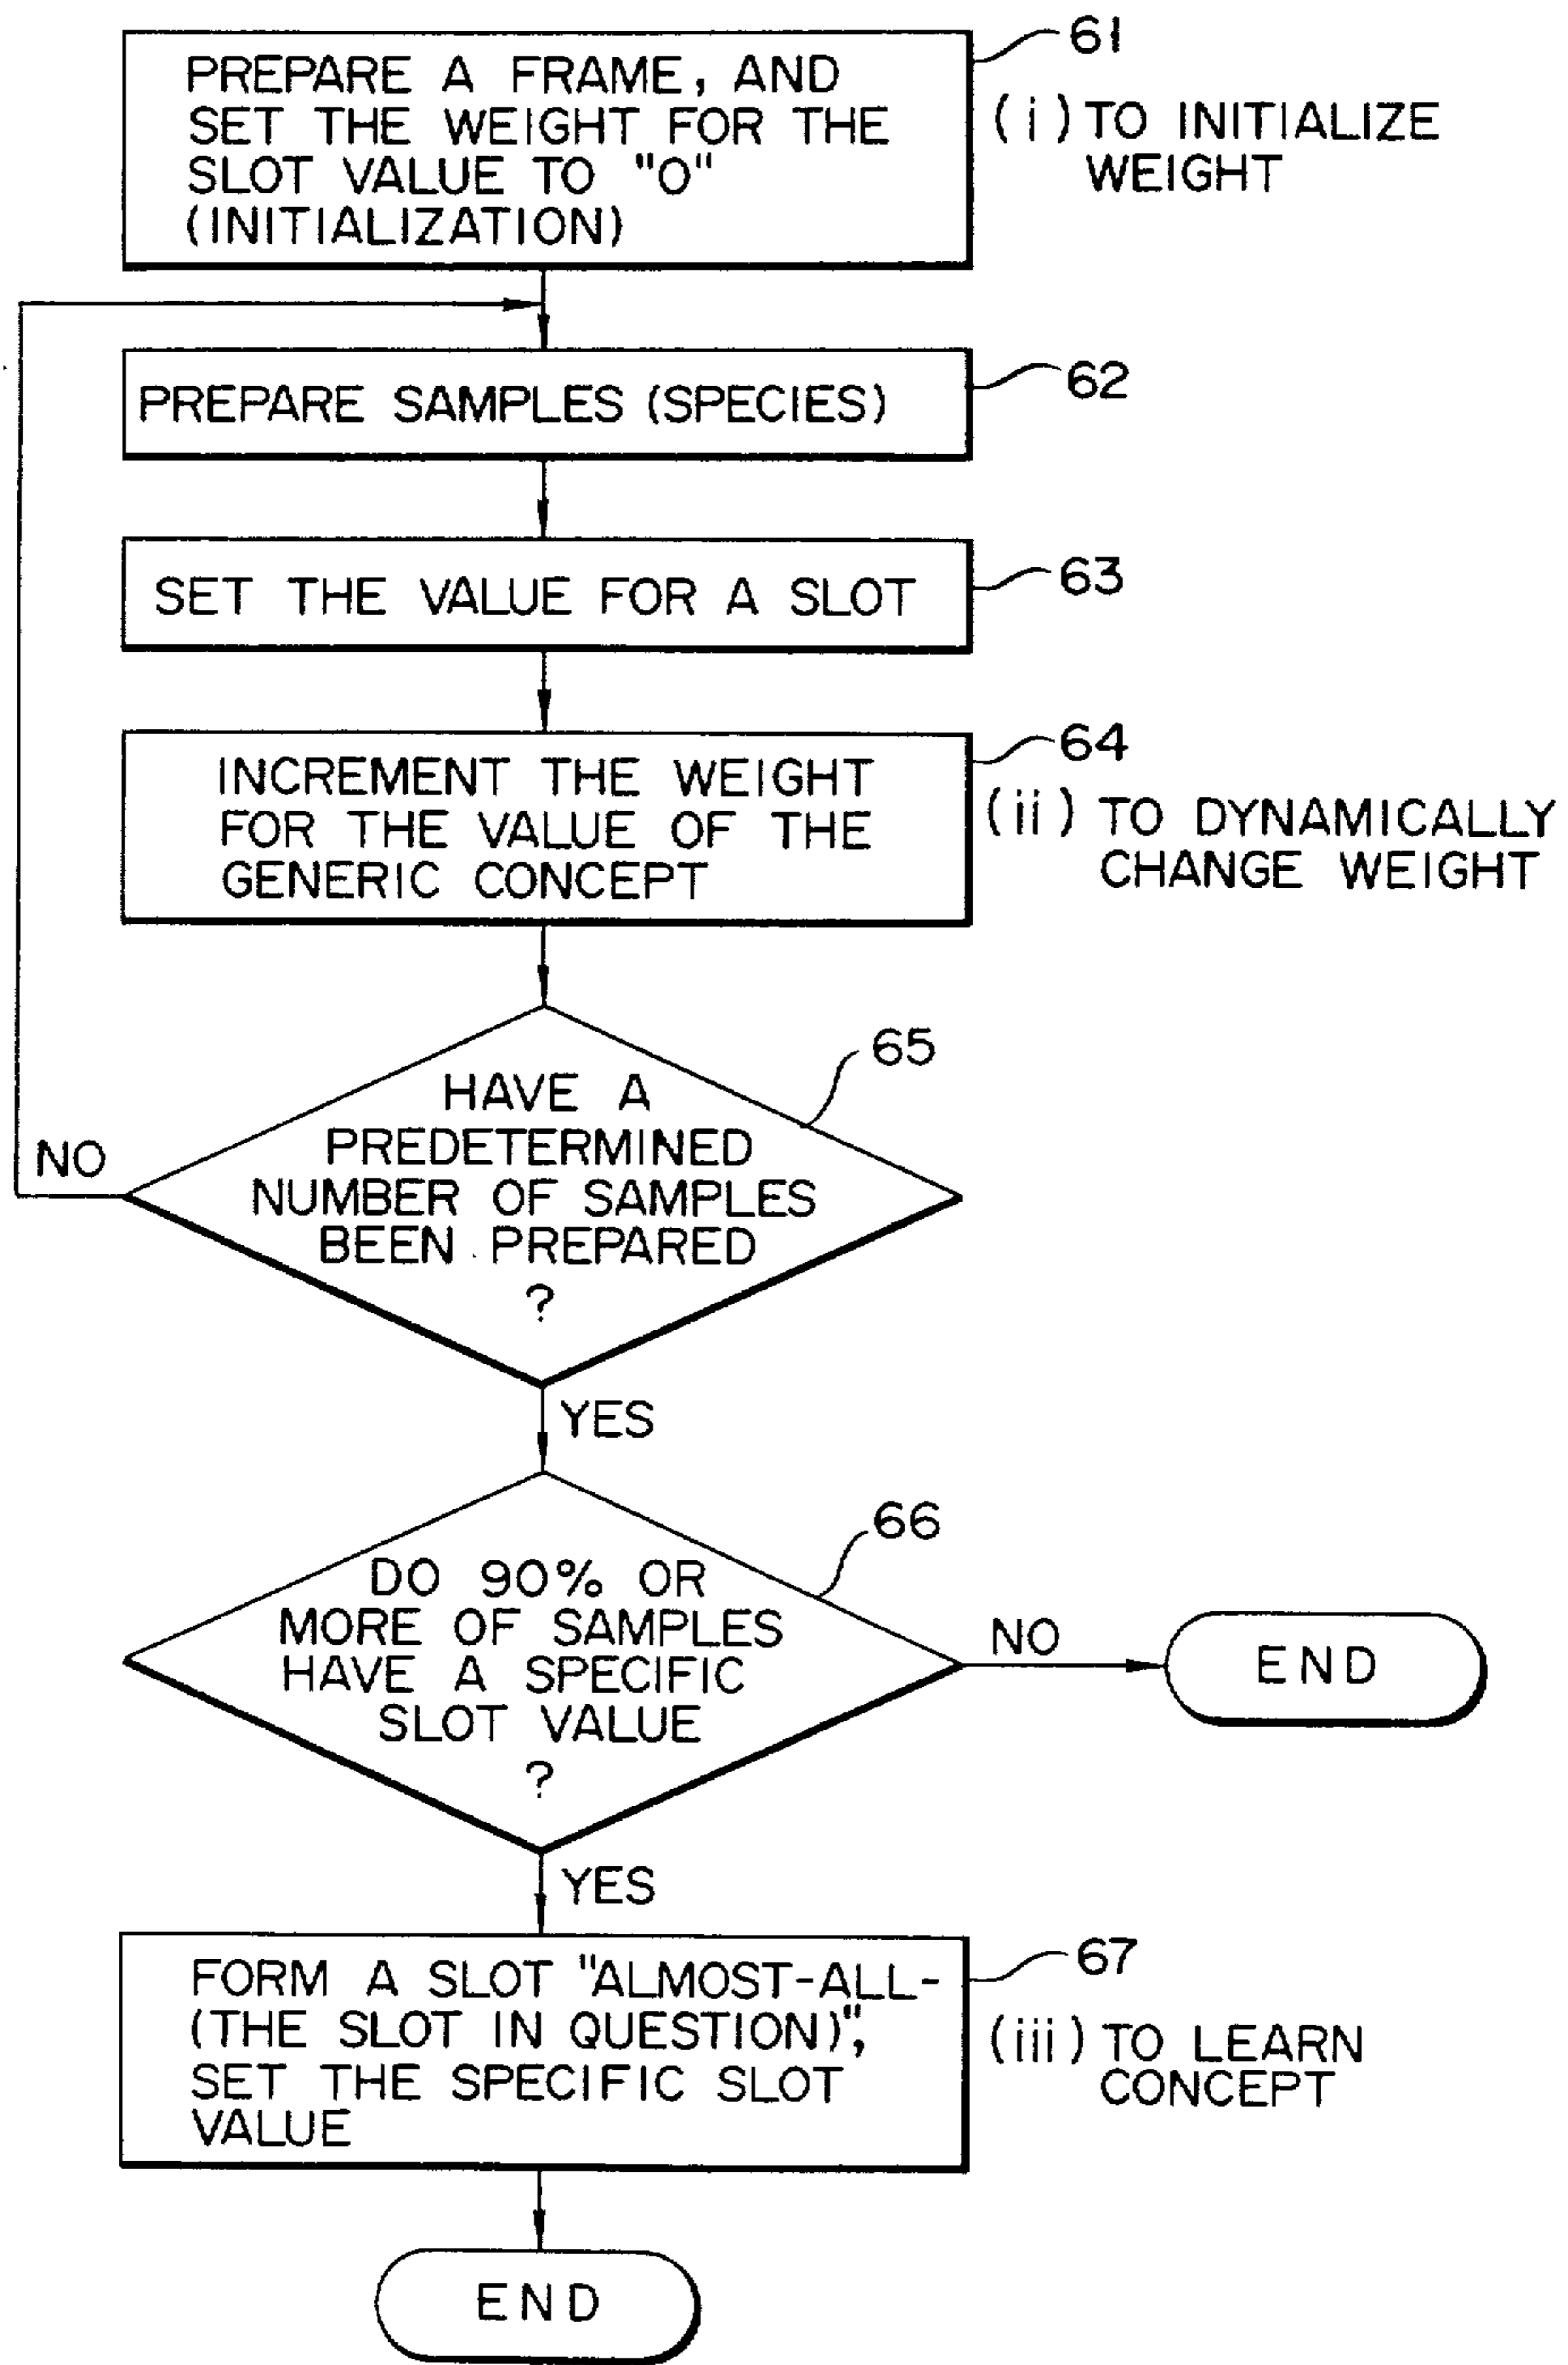 61
PREPARE A FRAME, AND
SET THE WEIGHT FOR THE
SLOT VALUE TO "0"
(INITIALIZATION)
(i) TO INITIALIZE
WEIGHT
62
PREPARE SAMPLES (SPECIES)
63
SET THE VALUE FOR A SLOT
64
INCREMENT THE WEIGHT
FOR THE VALUE OF THE
GENERIC CONCEPT
(ii) TO DYNAMICALLY
CHANGE WEIGHT
65
HAVE A
PREDETERMINED
NUMBER OF SAMPLES
BEEN PREPARED
?
NO
YES
66
DO 90% OR
MORE OF SAMPLES
HAVE A SPECIFIC
SLOT VALUE
?
NO
END
YES
67
FORM A SLOT "ALMOST-ALL-
(THE SLOT IN QUESTION)",
SET THE SPECIFIC SLOT
VALUE
(iii) TO LEARN
CONCEPT
END